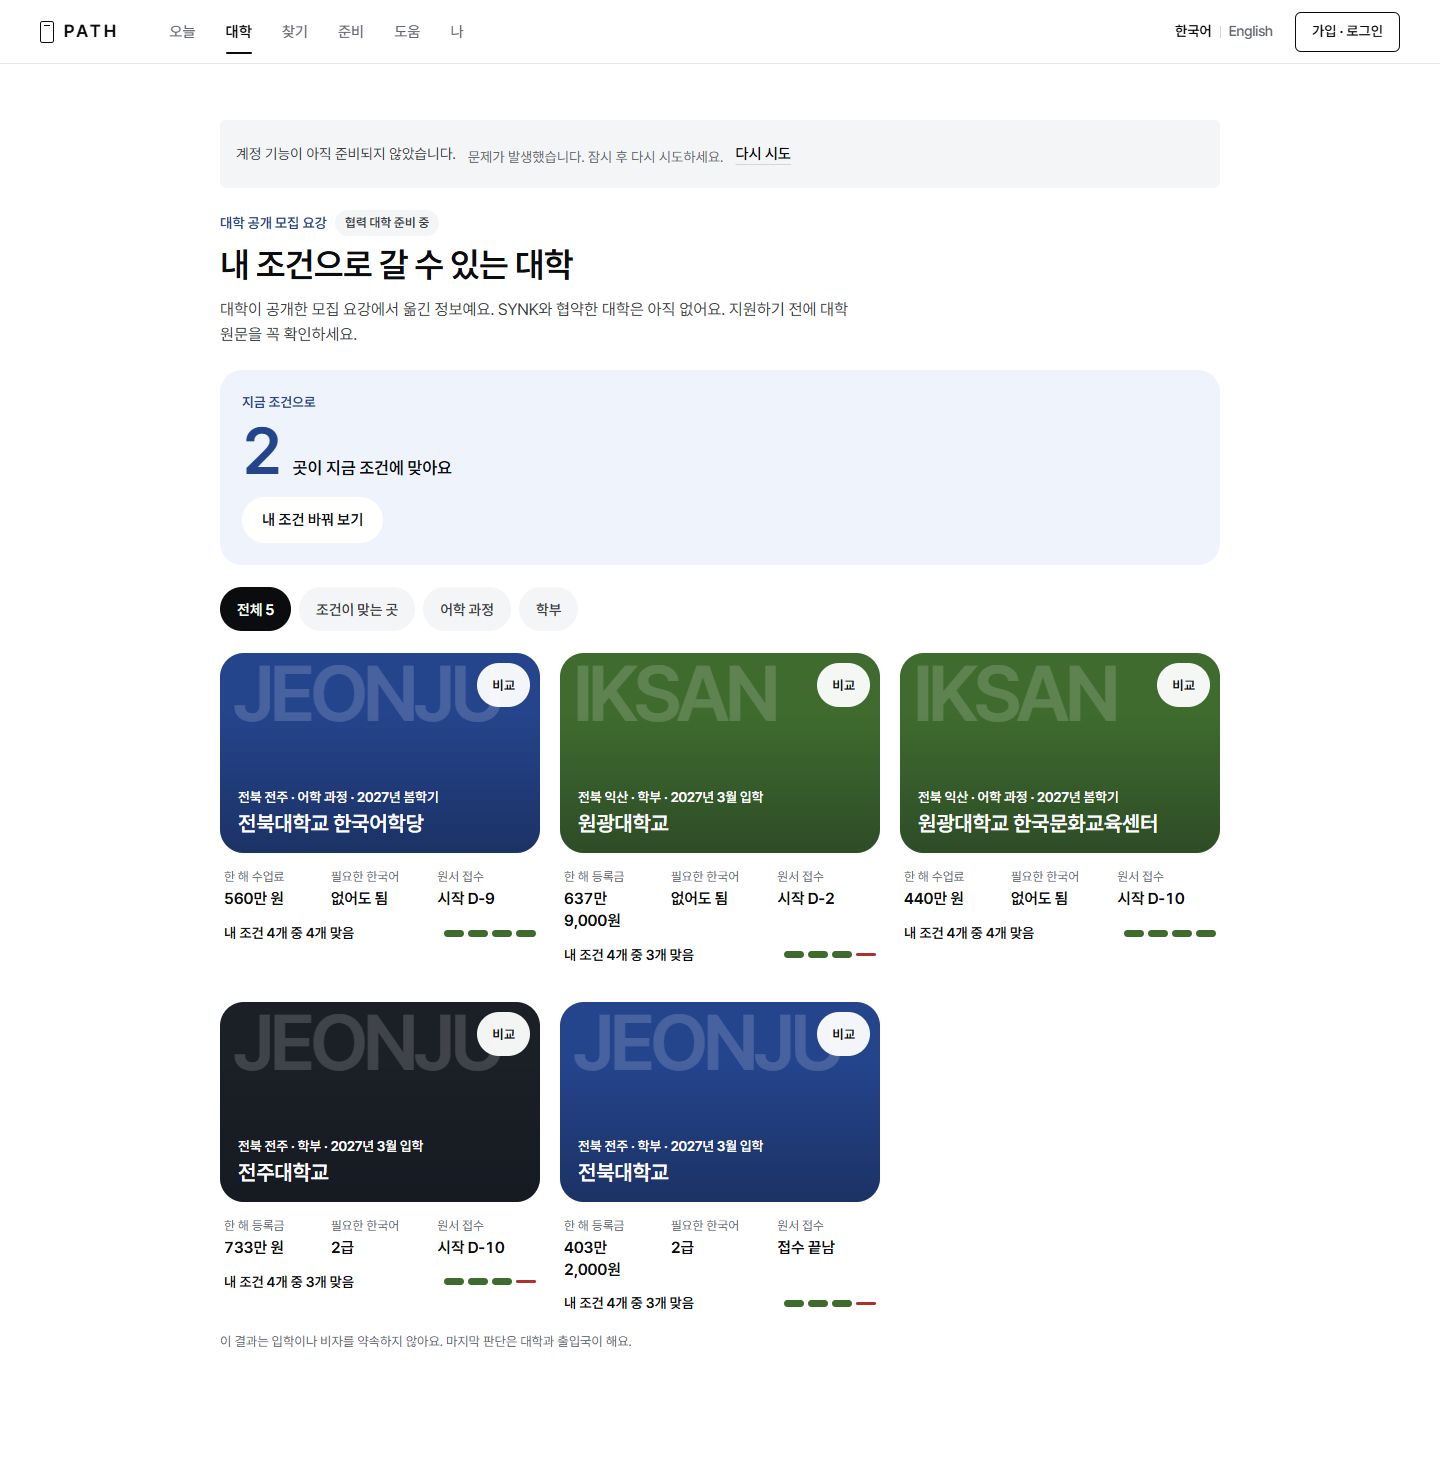 PATH
오늘
대학
찾기
준비
도움
나
한국어
English
가입 · 로그인
계정 기능이 아직 준비되지 않았습니다.
문제가 발생했습니다. 잠시 후 다시 시도하세요.
다시 시도
대학 공개 모집 요강
협력 대학 준비 중
내 조건으로 갈 수 있는 대학
대학이 공개한 모집 요강에서 옮긴 정보예요. SYNK와 협약한 대학은 아직 없어요. 지원하기 전에 대학
원문을 꼭 확인하세요.
지금 조건으로
2 곳이 지금 조건에 맞아요
내 조건 바꿔 보기
전체 5
조건이 맞는 곳
어학 과정
학부
JEONJU
비교
전북 전주 · 어학 과정 · 2027년 봄학기
전북대학교 한국어학당
한 해 수업료
560만 원
필요한 한국어
없어도 됨
원서 접수
시작 D-9
내 조건 4개 중 4개 맞음
IKSAN
비교
전북 익산 · 학부 · 2027년 3월 입학
원광대학교
한 해 등록금
637만
9,000원
필요한 한국어
없어도 됨
원서 접수
시작 D-2
내 조건 4개 중 3개 맞음
IKSAN
비교
전북 익산 · 어학 과정 · 2027년 봄학기
원광대학교 한국문화교육센터
한 해 수업료
440만 원
필요한 한국어
없어도 됨
원서 접수
시작 D-10
내 조건 4개 중 4개 맞음
JEONJU
비교
전북 전주 · 학부 · 2027년 3월 입학
전주대학교
한 해 등록금
733만 원
필요한 한국어
2급
원서 접수
시작 D-10
내 조건 4개 중 3개 맞음
JEONJU
비교
전북 전주 · 학부 · 2027년 3월 입학
전북대학교
한 해 등록금
403만
2,000원
필요한 한국어
2급
원서 접수
접수 끝남
내 조건 4개 중 3개 맞음
이 결과는 입학이나 비자를 약속하지 않아요. 마지막 판단은 대학과 출입국이 해요.